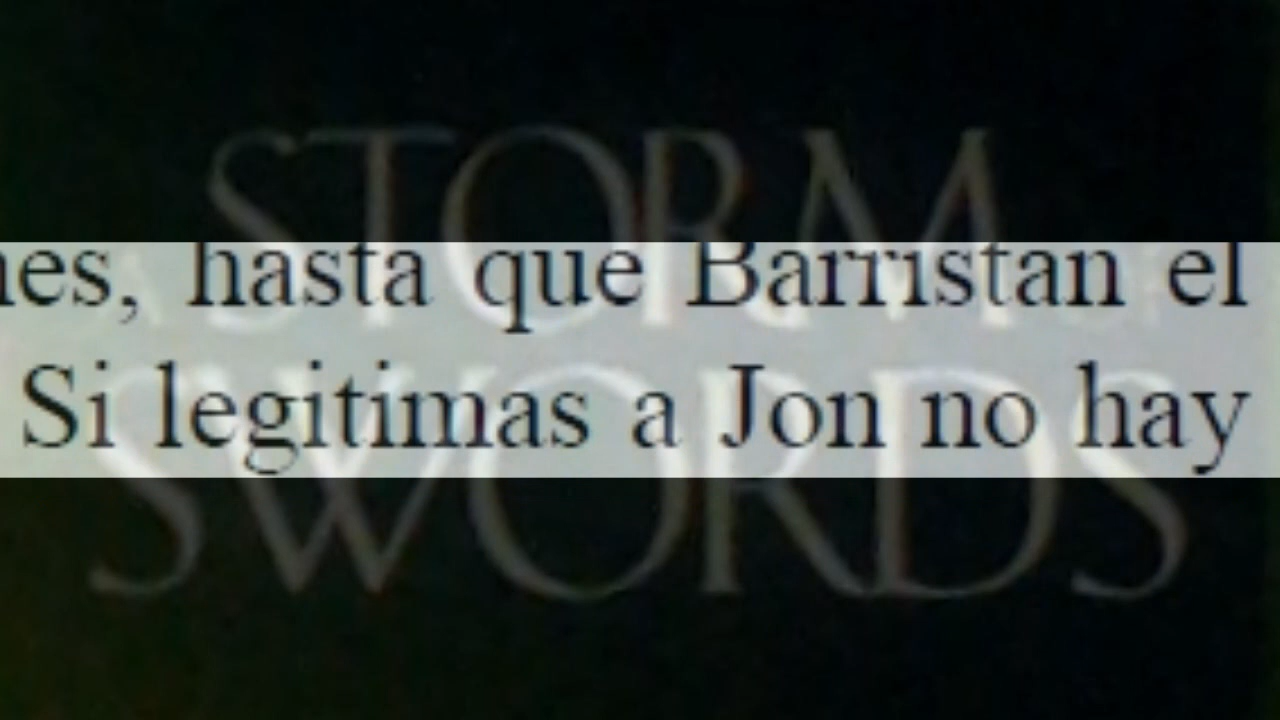 STORM
nes, hasta que Barristan el
Si legitimas a Jon no hay
SWORDS